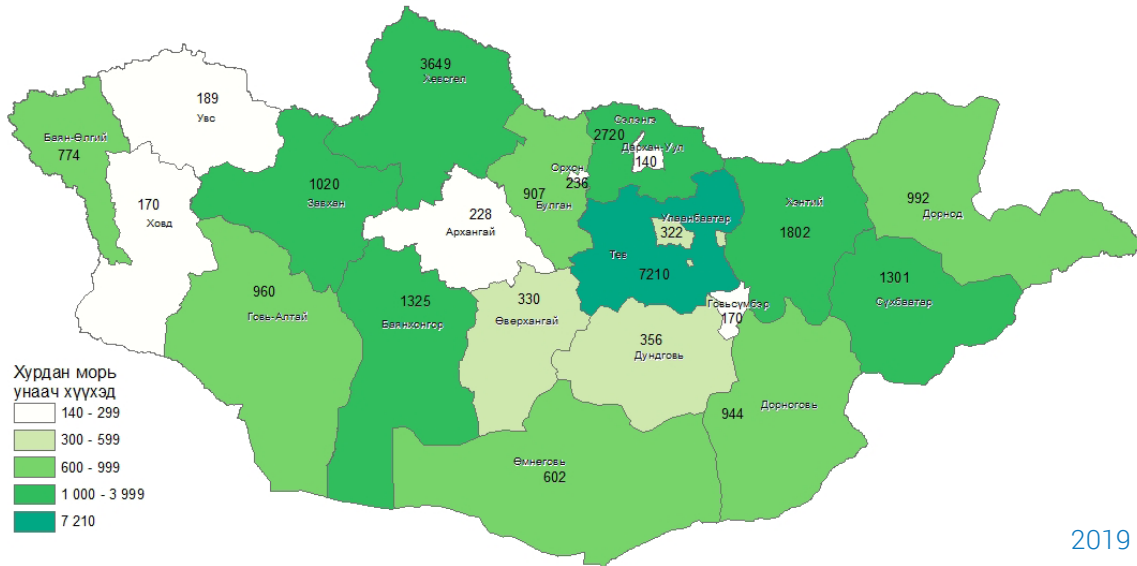 3649
Хөвсгөл
189
Увс
Баян-Өлгий
774
Сэлэнгэ
2720
Дархан-Уул
140
Орхон
236
907
Булган
1020
Завхан
170
Ховд
228
Архангай
Улаанбаатар
322
Хэнтий
1802
992
Дорнод
Төв
7210
1301
Сүхбаатар
960
Говь-Алтай
1325
Баянхонгор
330
Өвөрхангай
Говьсүмбэр
170
356
Дундговь
944
Дорноговь
Өмнөговь
602
Хурдан морь
унаач хүүхэд
140 - 299
300 - 599
600 - 999
1 000 - 3 999
7 210
2019